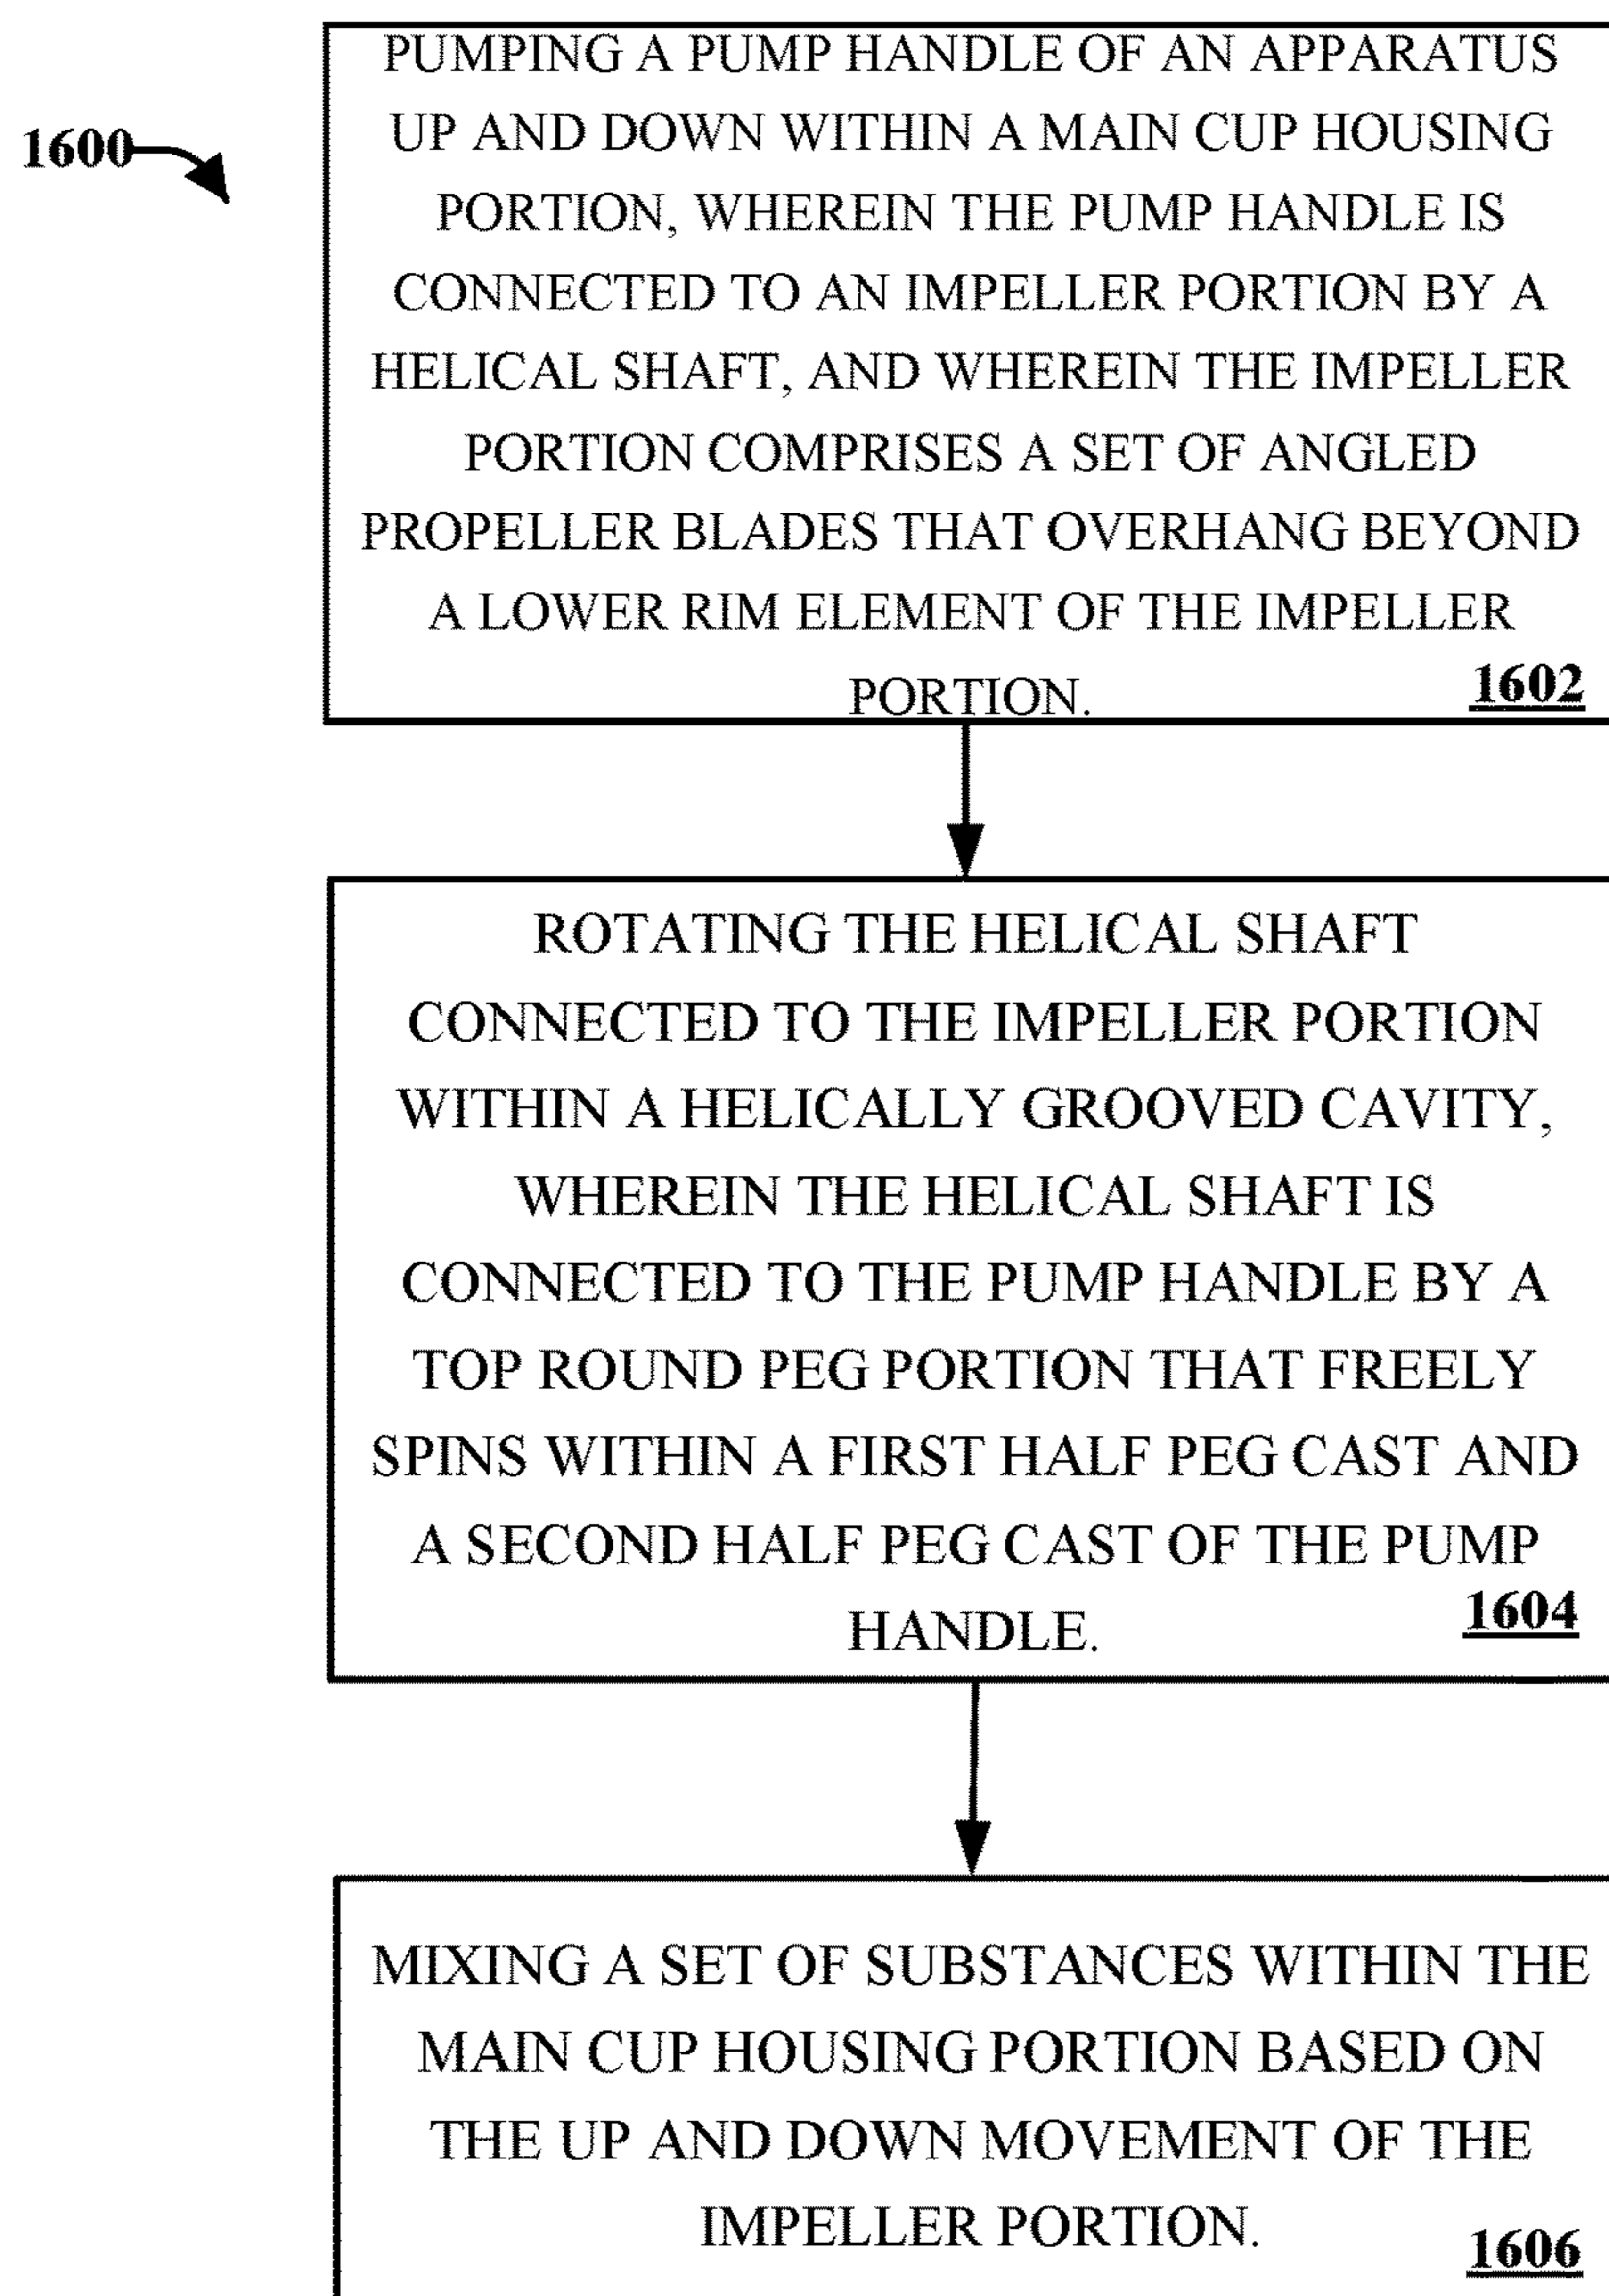 1600
PUMPING A PUMP HANDLE OF AN APPARATUS
UP AND DOWN WITHIN A MAIN CUP HOUSING
PORTION, WHEREIN THE PUMP HANDLE IS
CONNECTED TO AN IMPELLER PORTION BY A
HELICAL SHAFT, AND WHEREIN THE IMPELLER
PORTION COMPRISES A SET OF ANGLED
PROPELLER BLADES THAT OVERHANG BEYOND
A LOWER RIM ELEMENT OF THE IMPELLER
PORTION. 1602
ROTATING THE HELICAL SHAFT
CONNECTED TO THE IMPELLER PORTION
WITHIN A HELICALLY GROOVED CAVITY,
WHEREIN THE HELICAL SHAFT IS
CONNECTED TO THE PUMP HANDLE BY A
TOP ROUND PEG PORTION THAT FREELY
SPINS WITHIN A FIRST HALF PEG CAST AND
A SECOND HALF PEG CAST OF THE PUMP
HANDLE. 1604
MIXING A SET OF SUBSTANCES WITHIN THE
MAIN CUP HOUSING PORTION BASED ON
THE UP AND DOWN MOVEMENT OF THE
IMPELLER PORTION. 1606